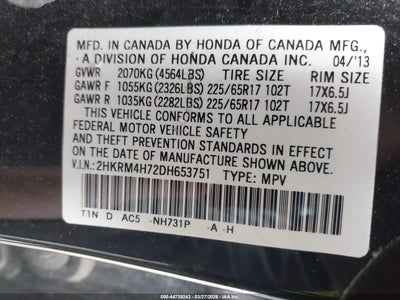 MFD. IN CANADA BY HONDA OF CANADA MFG.,
A DIVISION OF HONDA CANADA INC. 04/'13
GVWR 2070KG (4564LBS) TIRE SIZE RIM SIZE
GAWR F 1055KG (2326LBS) 225/65R17 102T 17X6.5J
GAWR R 1035KG (2282LBS) 225/65R17 102T 17X6.5J
THIS VEHICLE CONFORMS TO ALL APPLICABLE
FEDERAL MOTOR VEHICLE SAFETY
AND THEFT PREVENTION STANDARDS IN EFFECT
ON THE DATE OF MANUFACTURE SHOWN ABOVE.
V.I.N.: 2HKRM4H72DH653751 TYPE: MPV
T1N D AC5 -NH731P -A -H
000-44739243 - 03/27/2026 - IAA